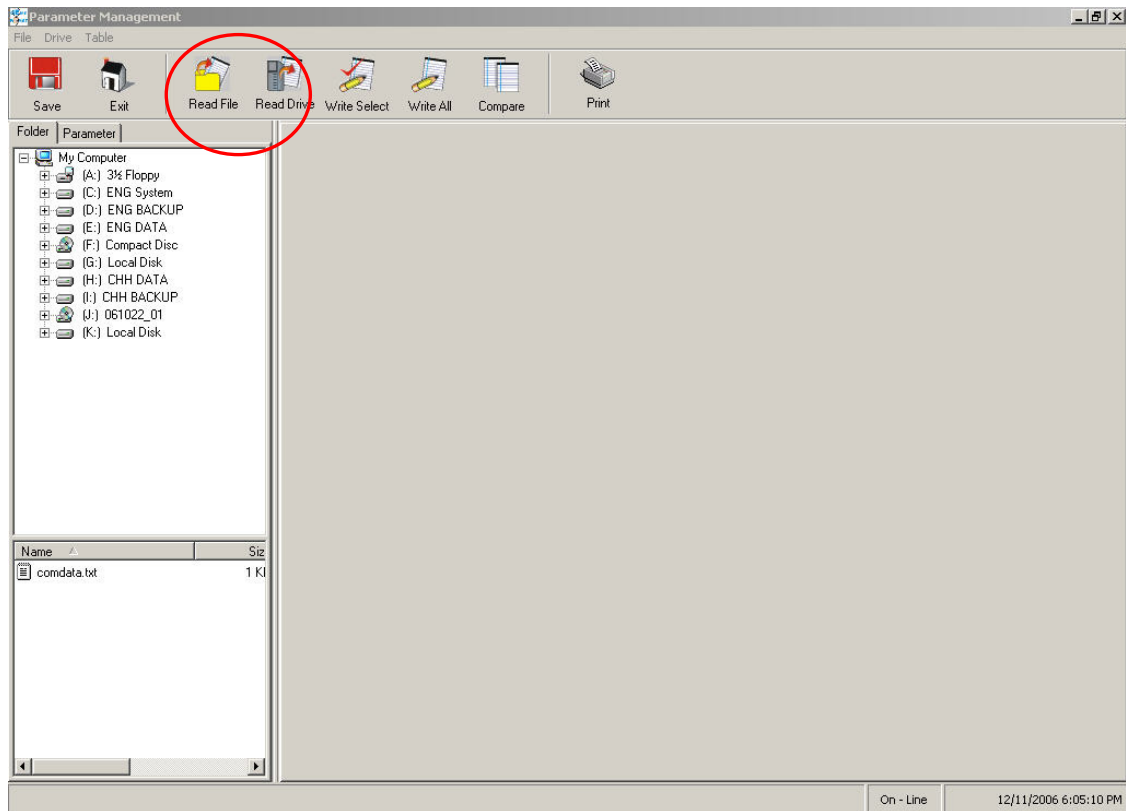 Parameter Management
File Drive Table
Save Exit Read File Read Drive Write Select Write All Compare Print
Folder Parameter
My Computer
(A:) 3½ Floppy
(C:) ENG System
(D:) ENG BACKUP
(E:) ENG DATA
(F:) Compact Disc
(G:) Local Disk
(H:) CHH DATA
(I:) CHH BACKUP
(J:) 061022_01
(K:) Local Disk
Name Siz
comdata.txt 1 K
On - Line 12/11/2006 6:05:10 PM